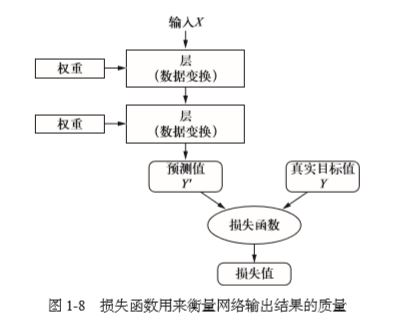 输入X
层
(数据变换)
权重
层
(数据变换)
权重
预测值
Y'
真实目标值
Y
损失函数
损失值
图 1-8 损失函数用来衡量网络输出结果的质量